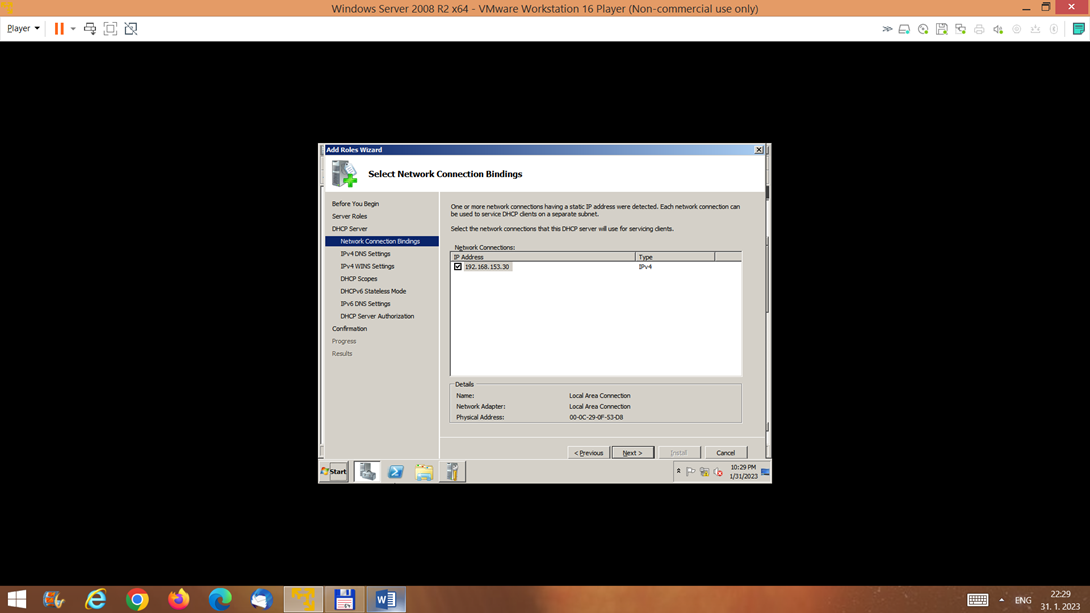 Windows Server 2008 R2 x64 - VMware Workstation 16 Player (Non-commercial use only)
Player
Add Roles Wizard
Select Network Connection Bindings
Before You Begin
Server Roles
DHCP Server
Network Connection Bindings
IPv4 DNS Settings
IPv4 WINS Settings
DHCP Scopes
DHCPv6 Stateless Mode
IPv6 DNS Settings
DHCP Server Authorization
Confirmation
Progress
Results
One or more network connections having a static IP address were detected. Each network connection can
be used to service DHCP clients on a separate subnet.
Select the network connections that this DHCP server will use for servicing clients.
Network Connections:
IP Address Type
192.168.153.30 IPv4
Details
Name: Local Area Connection
Network Adapter: Local Area Connection
Physical Address: 00-0C-29-0F-53-D8
< Previous Next > Install Cancel
Start
10:29 PM
1/31/2023
ENG
22:29
31. 1. 2023